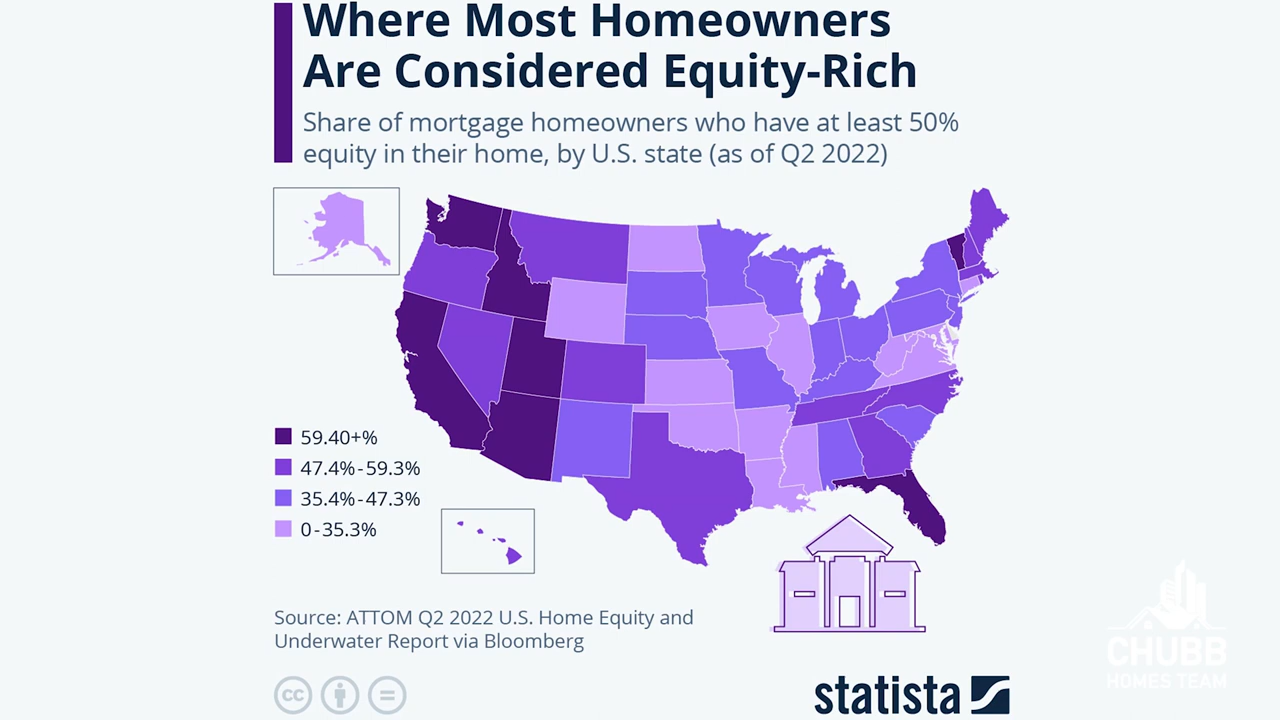 Where Most Homeowners
Are Considered Equity-Rich
Share of mortgage homeowners who have at least 50%
equity in their home, by U.S. state (as of Q2 2022)
59.40+%
47.4%-59.3%
35.4%-47.3%
0-35.3%
Source: ATTOM Q2 2022 U.S. Home Equity and
Underwater Report via Bloomberg
cc
statista
CHUBB
HOMES TEAM